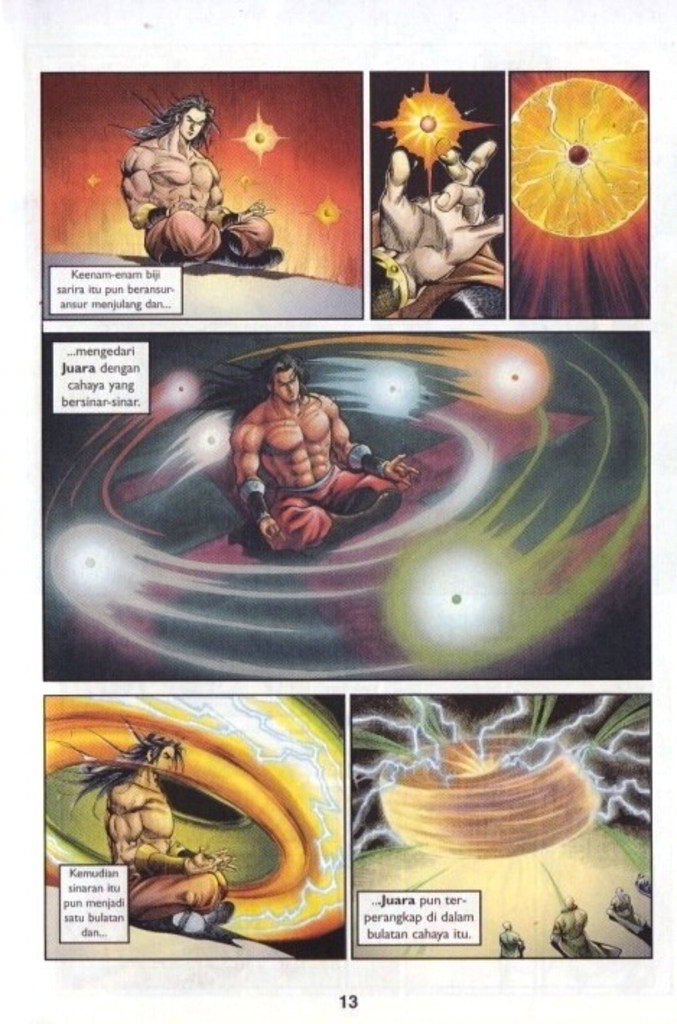 Keenam-enam biji
sarira itu pun beransur-
ansur menjulang dan...
...mengedari
Juara dengan
cahaya yang
bersinar-sinar.
Kemudian
sinaran itu
pun menjadi
satu bulatan
dan...
...Juara pun ter-
perangkap di dalam
bulatan cahaya itu.
13